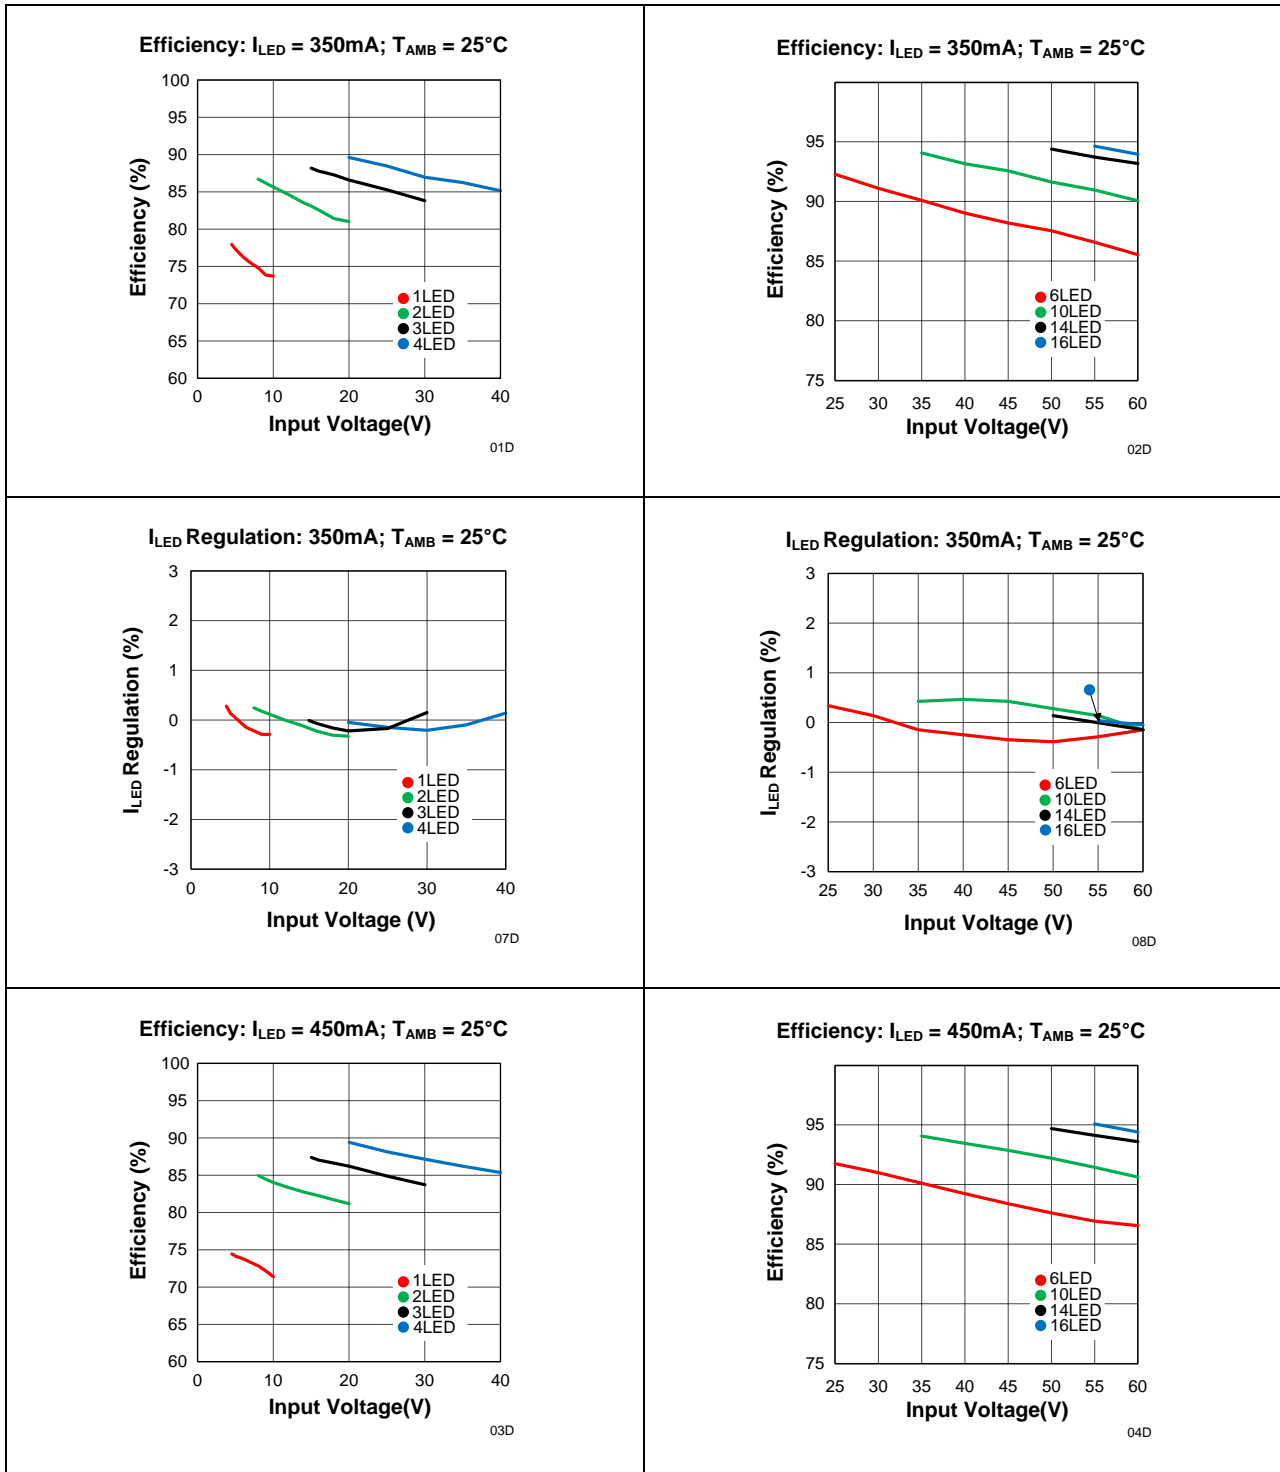 Efficiency: ILED = 350mA; TAMB = 25°C
100
95
90
85
80
75
70
65
60
Efficiency (%)
1LED
2LED
3LED
4LED
0 10 20 30 40
Input Voltage(V)
01D
Efficiency: ILED = 350mA; TAMB = 25°C
95
90
85
80
75
Efficiency (%)
6LED
10LED
14LED
16LED
25 30 35 40 45 50 55 60
Input Voltage(V)
02D
ILED Regulation: 350mA; TAMB = 25°C
3
2
1
0
-1
-2
-3
ILED Regulation (%)
1LED
2LED
3LED
4LED
0 10 20 30 40
Input Voltage (V)
07D
ILED Regulation: 350mA; TAMB = 25°C
3
2
1
0
-1
-2
-3
ILED Regulation (%)
6LED
10LED
14LED
16LED
25 30 35 40 45 50 55 60
Input Voltage (V)
08D
Efficiency: ILED = 450mA; TAMB = 25°C
100
95
90
85
80
75
70
65
60
Efficiency (%)
1LED
2LED
3LED
4LED
0 10 20 30 40
Input Voltage(V)
03D
Efficiency: ILED = 450mA; TAMB = 25°C
95
90
85
80
75
Efficiency (%)
6LED
10LED
14LED
16LED
25 30 35 40 45 50 55 60
Input Voltage(V)
04D